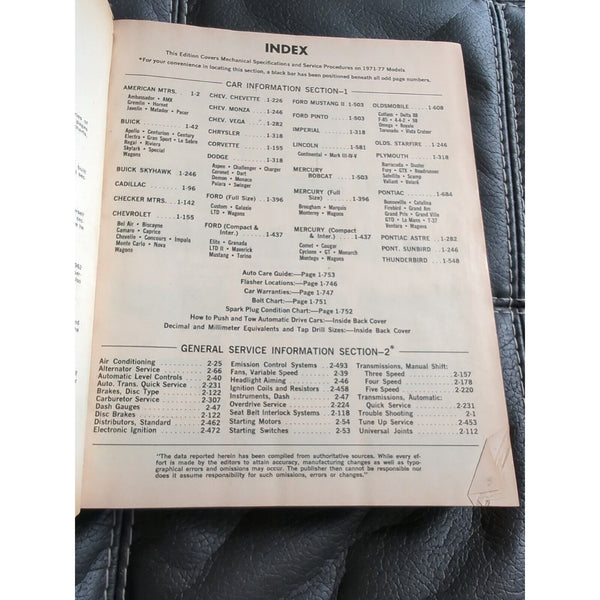 INDEX
This Edition Covers Mechanical Specifications and Service Procedures on 1971-77 Models.
*For your convenience in locating this section, a black bar has been positioned beneath all odd page numbers.
CAR INFORMATION SECTION—1
AMERICAN MTRS. . 1-2
Ambassador • AMX
Gremlin • Hornet
Javelin • Matador • Pacer
BUICK 1-42
Apollo • Centurion • Century
Electra • Gran Sport • Le Sabre
Regal • Riviera
Skylark • Special
Wagons
BUICK SKYHAWK 1-246
CADILLAC 1-96
CHECKER MTRS. 1-192
CHEVROLET 1-155
Bel Air • Biscayne
Camaro • Caprice
Chevelle • Concours • Impala
Monte Carlo • Nova
Wagons
CHEV. CHEVETTE 1-226
CHEV. MONZA 1-246
CHEV. VEGA 1-282
CHRYSLER 1-318
CORVETTE 1-155
DODGE 1-318
Aspen • Challenger • Charger
Coronet • Dart
Demon • Monaco
Polara • Swinger
FORD (Full Size) 1-396
Custom • Galaxie
LTD • Wagons
FORD (Compact
& Inter.) 1-437
Elite • Granada
LTD II • Maverick
Mustang • Torino
FORD MUSTANG II 1-503
FORD PINTO 1-503
IMPERIAL 1-318
LINCOLN 1-581
Continental • Mark III-IV-V
MERCURY
BOBCAT 1-503
MERCURY (Full
Size) 1-396
Brougham • Marquis
Monterey • Wagons
MERCURY (Compact
& Inter.) 1-437
Comet • Cougar
Cyclone • GT • Monarch
Montego • Wagons
OLDSMOBILE 1-608
Cutlass • Delta 88
F-85 • 4-4-2 • 98
Omega • Royale
Toronado • Vista Cruiser
OLDS. STARFIRE 1-246
PLYMOUTH 1-318
Barracuda • Duster
Fury • GTX • Roadrunner
Satellite • Scamp
Valiant • Volaré
PONTIAC 1-684
Bonneville • Catalina
Firebird • Grand Am
Grand Prix • Grand Ville
GTO • Le Mans • T-37
Ventura • Wagons
PONTIAC ASTRE 1-282
PONT. SUNBIRD 1-246
THUNDERBIRD 1-548
Auto Care Guide:—Page 1-753
Flasher Locations:—Page 1-746
Car Warranties:—Page 1-747
Bolt Chart:—Page 1-751
Spark Plug Condition Chart:—Page 1-752
How to Push and Tow Automatic Drive Cars:—Inside Back Cover
Decimal and Millimeter Equivalents and Tap Drill Sizes:—Inside Back Cover
GENERAL SERVICE INFORMATION SECTION—2*
Air Conditioning 2-25
Alternator Service 2-66
Automatic Level Controls 2-40
Auto. Trans. Quick Service 2-231
Brakes, Disc Type 2-122
Carburetor Service 2-307
Dash Gauges 2-47
Disc Brakes 2-122
Distributors, Standard 2-462
Electronic Ignition 2-472
Emission Control Systems 2-493
Fans, Variable Speed 2-39
Headlight Aiming 2-46
Ignition Coils and Resistors 2-458
Instruments, Dash 2-47
Overdrive Service 2-224
Seat Belt Interlock Systems 2-118
Starting Motors 2-54
Starting Switches 2-53
Transmissions, Manual Shift:
Three Speed 2-157
Four Speed 2-178
Five Speed 2-220
Transmissions, Automatic:
Quick Service 2-231
Trouble Shooting 2-1
Tune Up Service 2-453
Universal Joints 2-112
"The data reported herein has been compiled from authoritative sources. While every ef-
fort is made by the editors to attain accuracy, manufacturing changes as well as typo-
graphical errors and omissions may occur. The publisher then cannot be responsible nor
does it assume responsibility for such omissions, errors or changes."